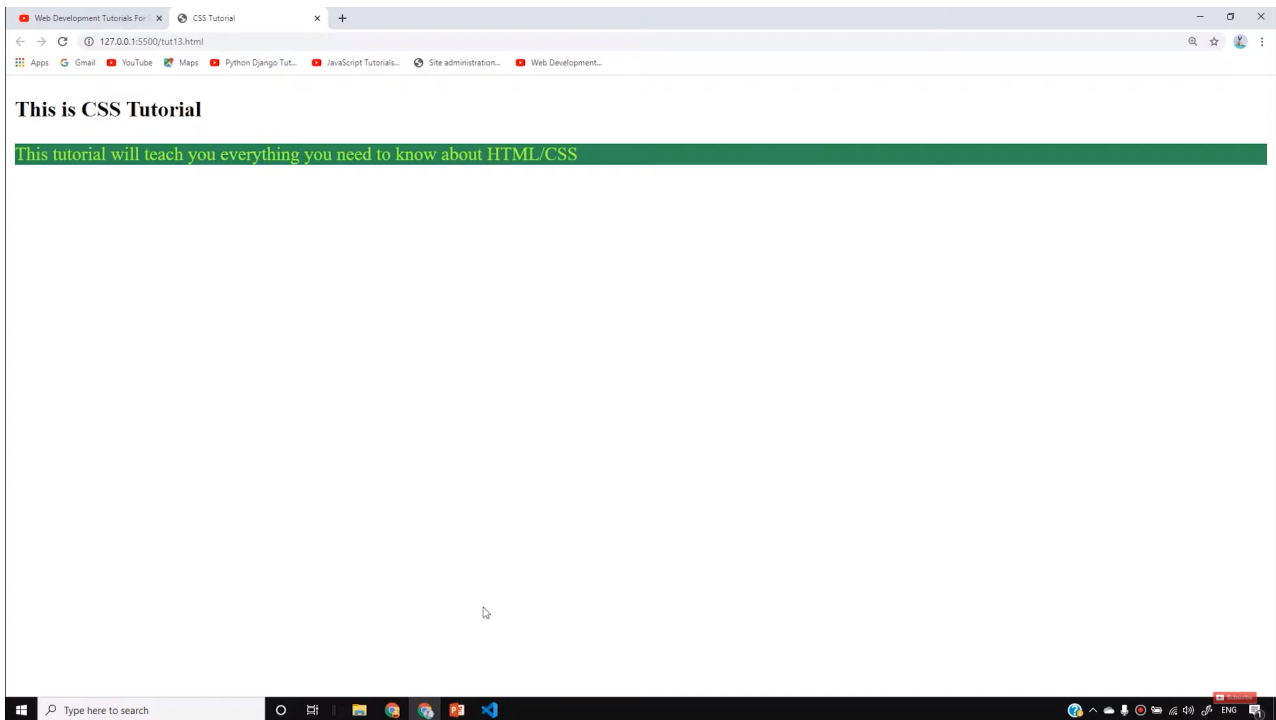 Web Development Tutorials For
CSS Tutorial
127.0.0.1:5500/tut13.html
Apps Gmail YouTube Maps Python Django Tut... JavaScript Tutorials... Site administration... Web Development...
This is CSS Tutorial
This tutorial will teach you everything you need to know about HTML/CSS
Type here to search
ENG